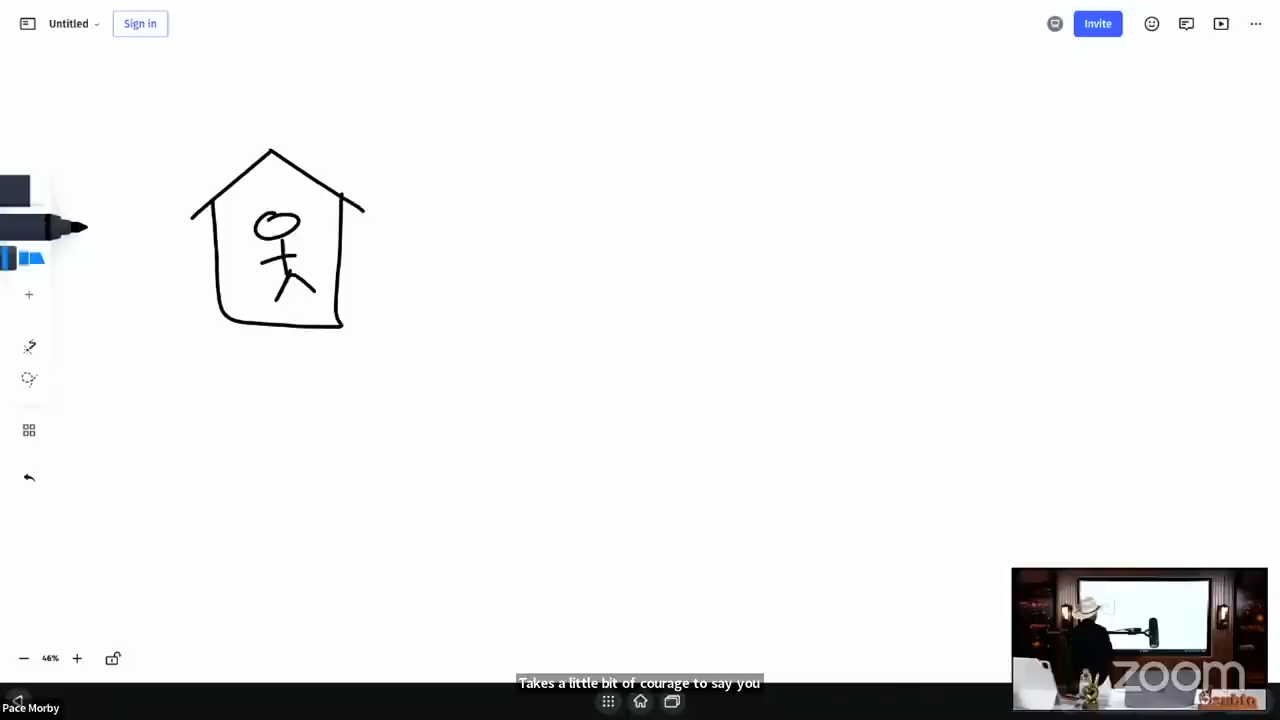 Untitled
Sign in
Invite
46%
Takes a little bit of courage to say you
zoom
Pace Morby